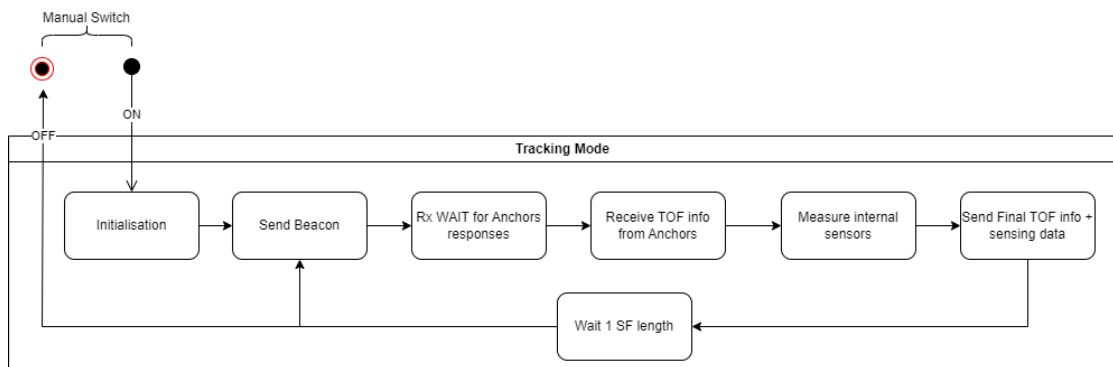 Manual Switch
ON
OFF
Tracking Mode
Initialisation
Send Beacon
Rx WAIT for Anchors
responses
Receive TOF info
from Anchors
Measure internal
sensors
Send Final TOF info +
sensing data
Wait 1 SF length